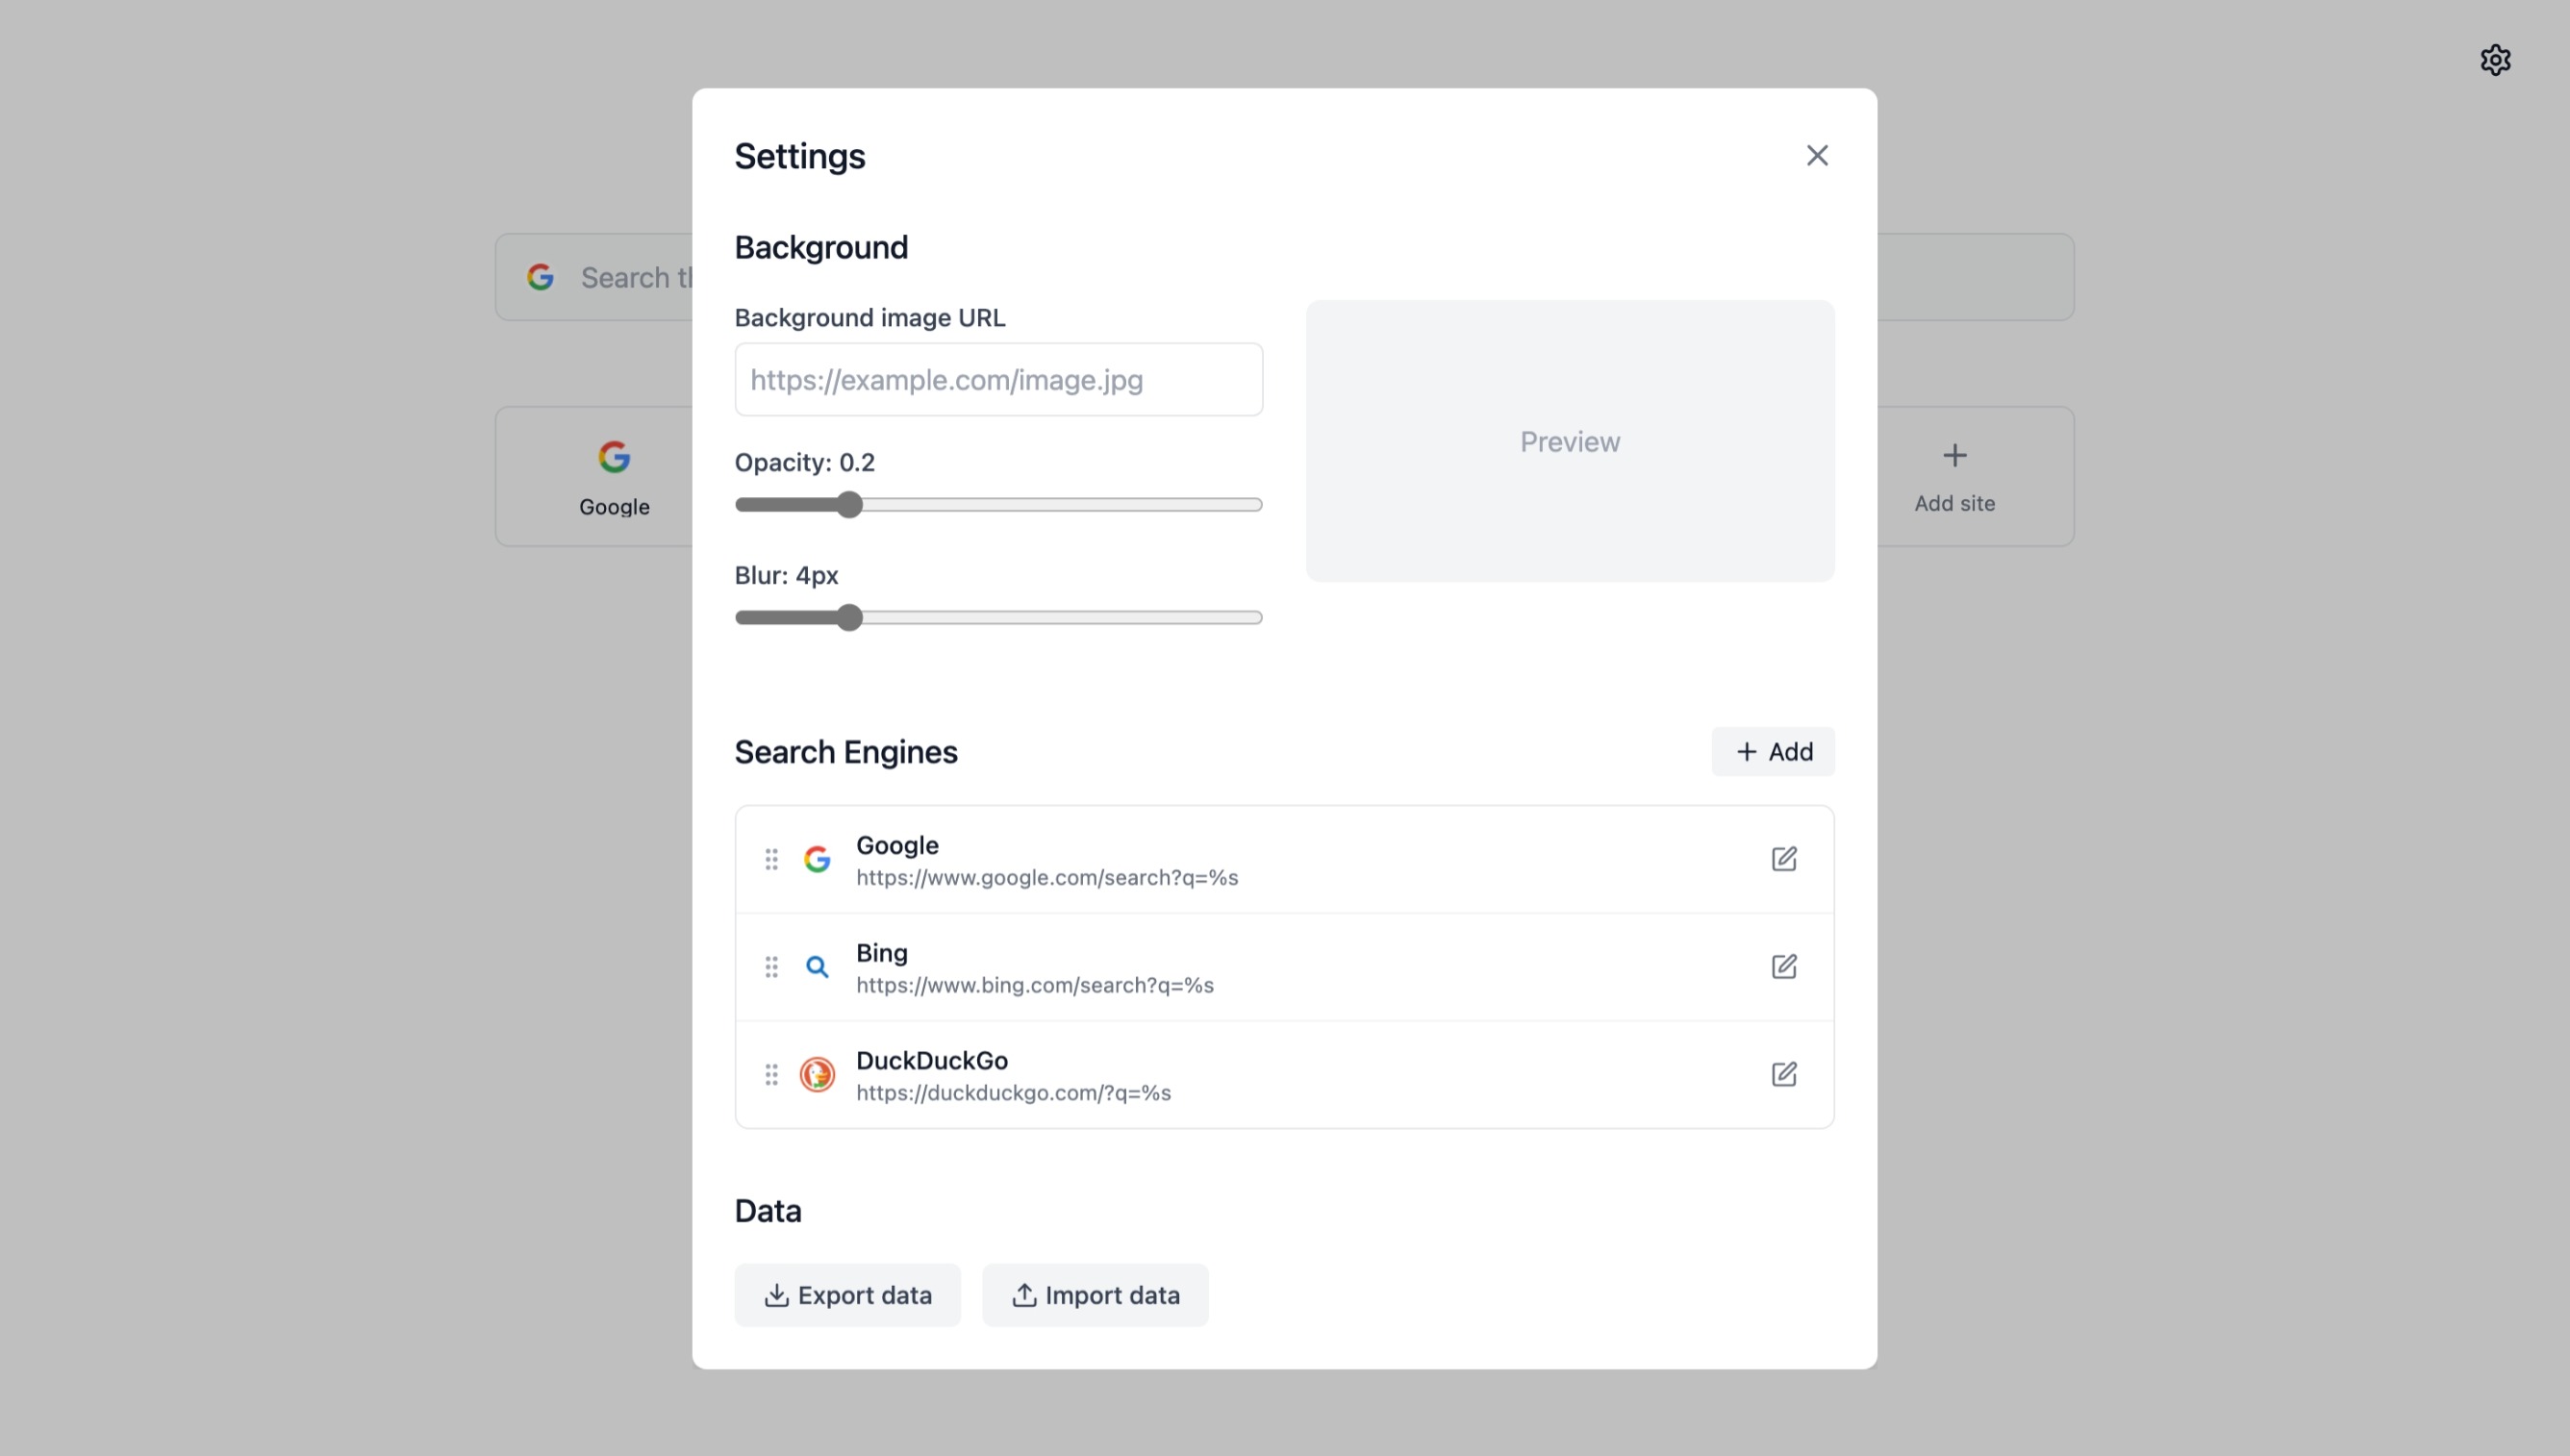 Settings
Background
Background image URL
https://example.com/image.jpg
Opacity: 0.2
Blur: 4px
Preview
Search Engines
Add
Google
https://www.google.com/search?q=%s
Bing
https://www.bing.com/search?q=%s
DuckDuckGo
https://duckduckgo.com/?q=%s
Data
Export data
Import data
Search
Google
Add site